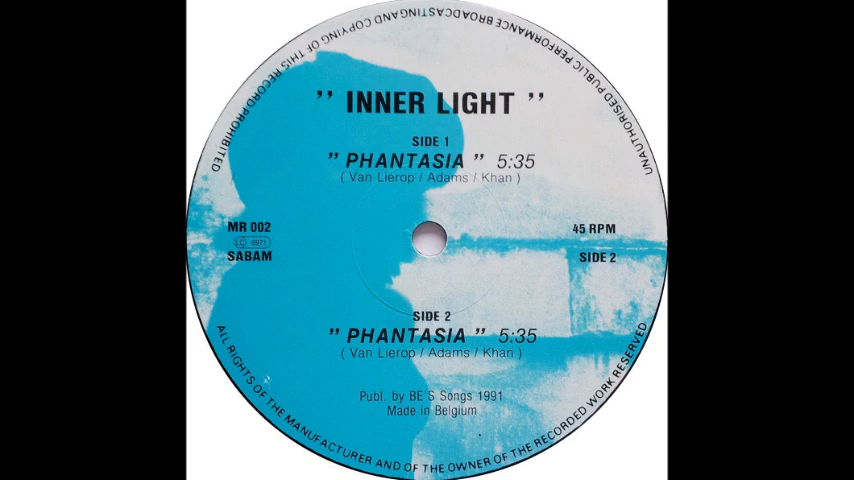 UNAUTHORISED PUBLIC PERFORMANCE BROADCASTING AND COPYING OF THIS RECORD PROHIBITED
" INNER LIGHT "
SIDE 1
" PHANTASIA " 5:35
( Van Lierop / Adams / Khan )
MR 002
LC 0971
SABAM
45 RPM
SIDE 2
SIDE 2
" PHANTASIA " 5:35
( Van Lierop / Adams / Khan )
Publ. by BE'S Songs 1991
Made in Belgium
ALL RIGHTS OF THE MANUFACTURER AND OF THE OWNER OF THE RECORDED WORK RESERVED